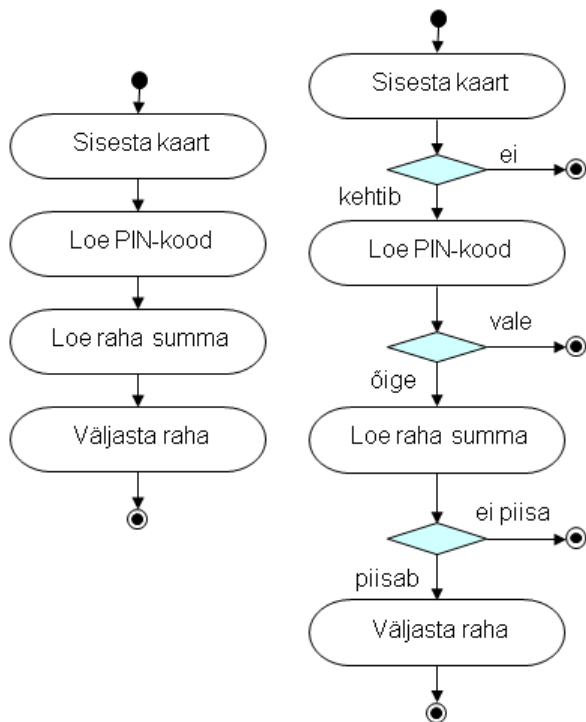 Sisesta kaart
Loe PIN-kood
Loe raha summa
Väljasta raha
Sisesta kaart
ei
kehtib
Loe PIN-kood
vale
õige
Loe raha summa
ei piisa
piisab
Väljasta raha